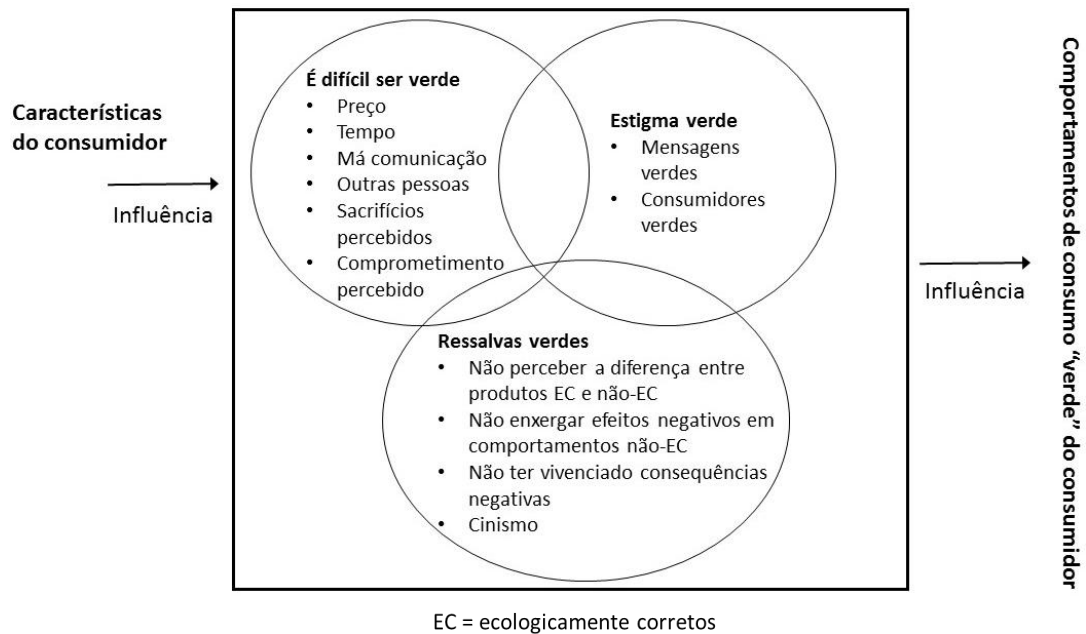 Características
do consumidor
Influência
É difícil ser verde
• Preço
• Tempo
• Má comunicação
• Outras pessoas
• Sacrifícios
percebidos
• Comprometimento
percebido
Estigma verde
• Mensagens
verdes
• Consumidores
verdes
Ressalvas verdes
• Não perceber a diferença entre
produtos EC e não-EC
• Não enxergar efeitos negativos em
comportamentos não-EC
• Não ter vivenciado consequências
negativas
• Cinismo
Influência
Comportamentos de consumo “verde” do consumidor
EC = ecologicamente corretos